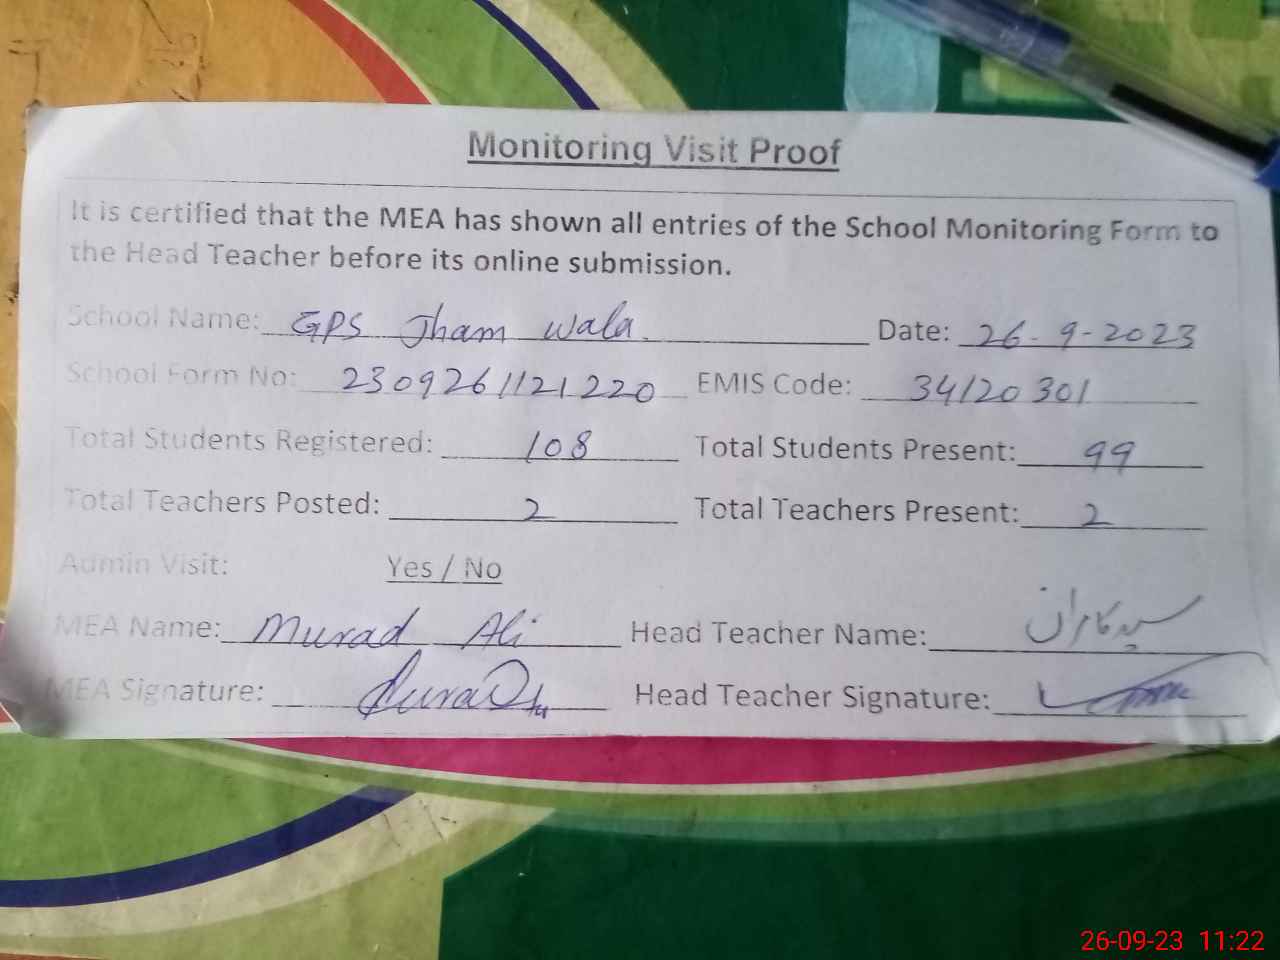 Monitoring Visit Proof
It is certified that the MEA has shown all entries of the School Monitoring Form to
the Head Teacher before its online submission.
School Name: GPS Jham Wala Date: 26-9-2023
School Form No: 2309261121220 EMIS Code: 34120301
Total Students Registered: 108 Total Students Present: 99
Total Teachers Posted: 2 Total Teachers Present: 2
Admin Visit: Yes / No
MEA Name: Murad Ali Head Teacher Name:
MEA Signature: Head Teacher Signature:
26-09-23 11:22